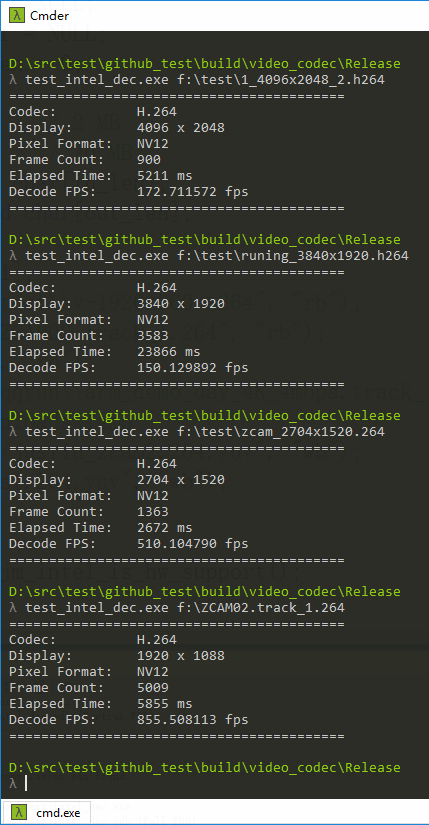 λ Cmder
D:\src\test\github_test\build\video_codec\Release
λ test_intel_dec.exe f:\test\1_4096x2048_2.h264
==========================================
Codec: H.264
Display: 4096 x 2048
Pixel Format: NV12
Frame Count: 900
Elapsed Time: 5211 ms
Decode FPS: 172.711572 fps
==========================================
D:\src\test\github_test\build\video_codec\Release
λ test_intel_dec.exe f:\test\runing_3840x1920.h264
==========================================
Codec: H.264
Display: 3840 x 1920
Pixel Format: NV12
Frame Count: 3583
Elapsed Time: 23866 ms
Decode FPS: 150.129892 fps
==========================================
D:\src\test\github_test\build\video_codec\Release
λ test_intel_dec.exe f:\test\zcam_2704x1520.264
==========================================
Codec: H.264
Display: 2704 x 1520
Pixel Format: NV12
Frame Count: 1363
Elapsed Time: 2672 ms
Decode FPS: 510.104790 fps
==========================================
D:\src\test\github_test\build\video_codec\Release
λ test_intel_dec.exe f:\ZCAM02.track_1.264
==========================================
Codec: H.264
Display: 1920 x 1088
Pixel Format: NV12
Frame Count: 5009
Elapsed Time: 5855 ms
Decode FPS: 855.508113 fps
==========================================
D:\src\test\github_test\build\video_codec\Release
λ
λ cmd.exe